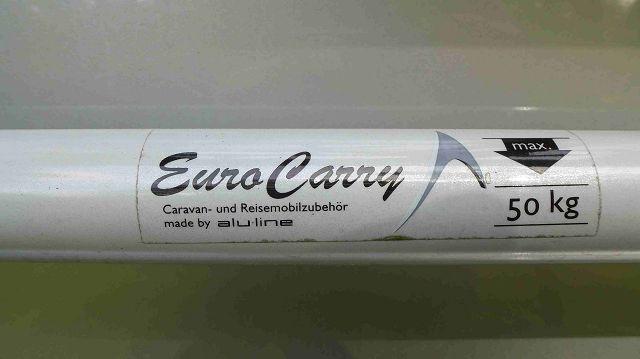 Euro Carry
Caravan- und Reisemobilzubehör
made by alu-line
max.
50 kg